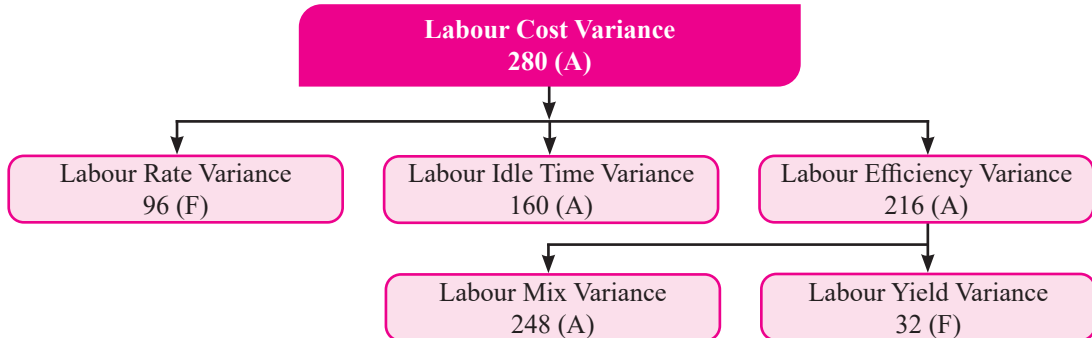 Labour Cost Variance
280 (A)
Labour Rate Variance
96 (F)
Labour Idle Time Variance
160 (A)
Labour Efficiency Variance
216 (A)
Labour Mix Variance
248 (A)
Labour Yield Variance
32 (F)